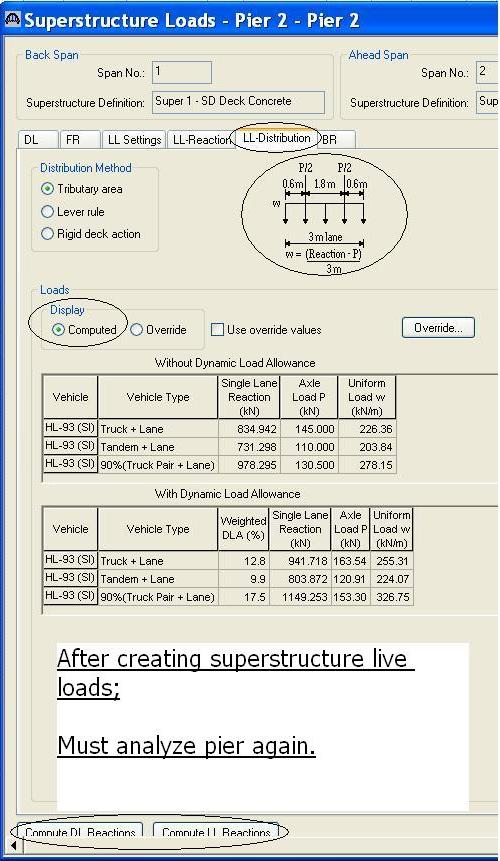 Superstructure Loads - Pier 2 - Pier 2
Back Span
Span No.: 1
Superstructure Definition: Super 1 - SD Deck Concrete
Ahead Span
Span No.: 2
Superstructure Definition: Sup
DL FR LL Settings LL-Reaction LL-Distribution BR
Distribution Method
Tributary area
Lever rule
Rigid deck action
P/2 P/2
0.6m 1.8m 0.6m
w
3m lane
w = (Reaction - P)
3m
Loads
Display
Computed Override Use override values Override...
Without Dynamic Load Allowance
Vehicle Vehicle Type Single Lane Reaction (kN) Axle Load P (kN) Uniform Load w (kN/m)
HL-93 (SI) Truck + Lane 834.942 145.000 226.36
HL-93 (SI) Tandem + Lane 731.298 110.000 203.84
HL-93 (SI) 90%(Truck Pair + Lane) 978.295 130.500 278.15
With Dynamic Load Allowance
Vehicle Vehicle Type Weighted DLA (%) Single Lane Reaction (kN) Axle Load P (kN) Uniform Load w (kN/m)
HL-93 (SI) Truck + Lane 12.8 941.718 163.54 255.31
HL-93 (SI) Tandem + Lane 9.9 803.872 120.91 224.07
HL-93 (SI) 90%(Truck Pair + Lane) 17.5 1149.253 153.30 326.75
After creating superstructure live
loads;
Must analyze pier again.
Compute DL Reactions Compute LL Reactions